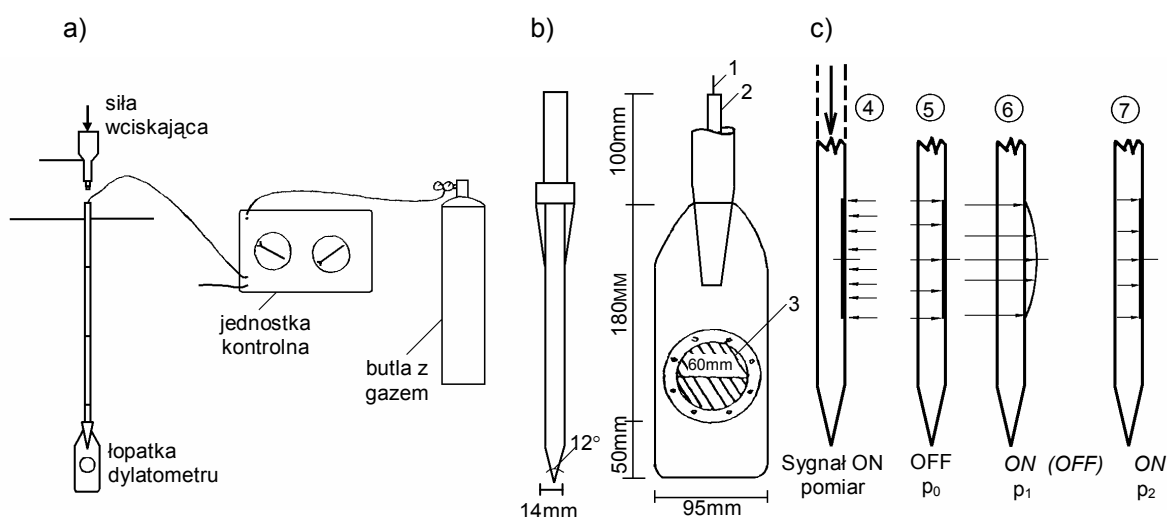 a)
siła
wciskająca
jednostka
kontrolna
butla z
gazem
łopatka
dylatometru
b)
1
2
100mm
180мм
3
60mm
50mm
12°
14mm
95mm
c)
4
5
6
7
Sygnał ON
pomiar
OFF
p0
ON (OFF)
p1
ON
p2